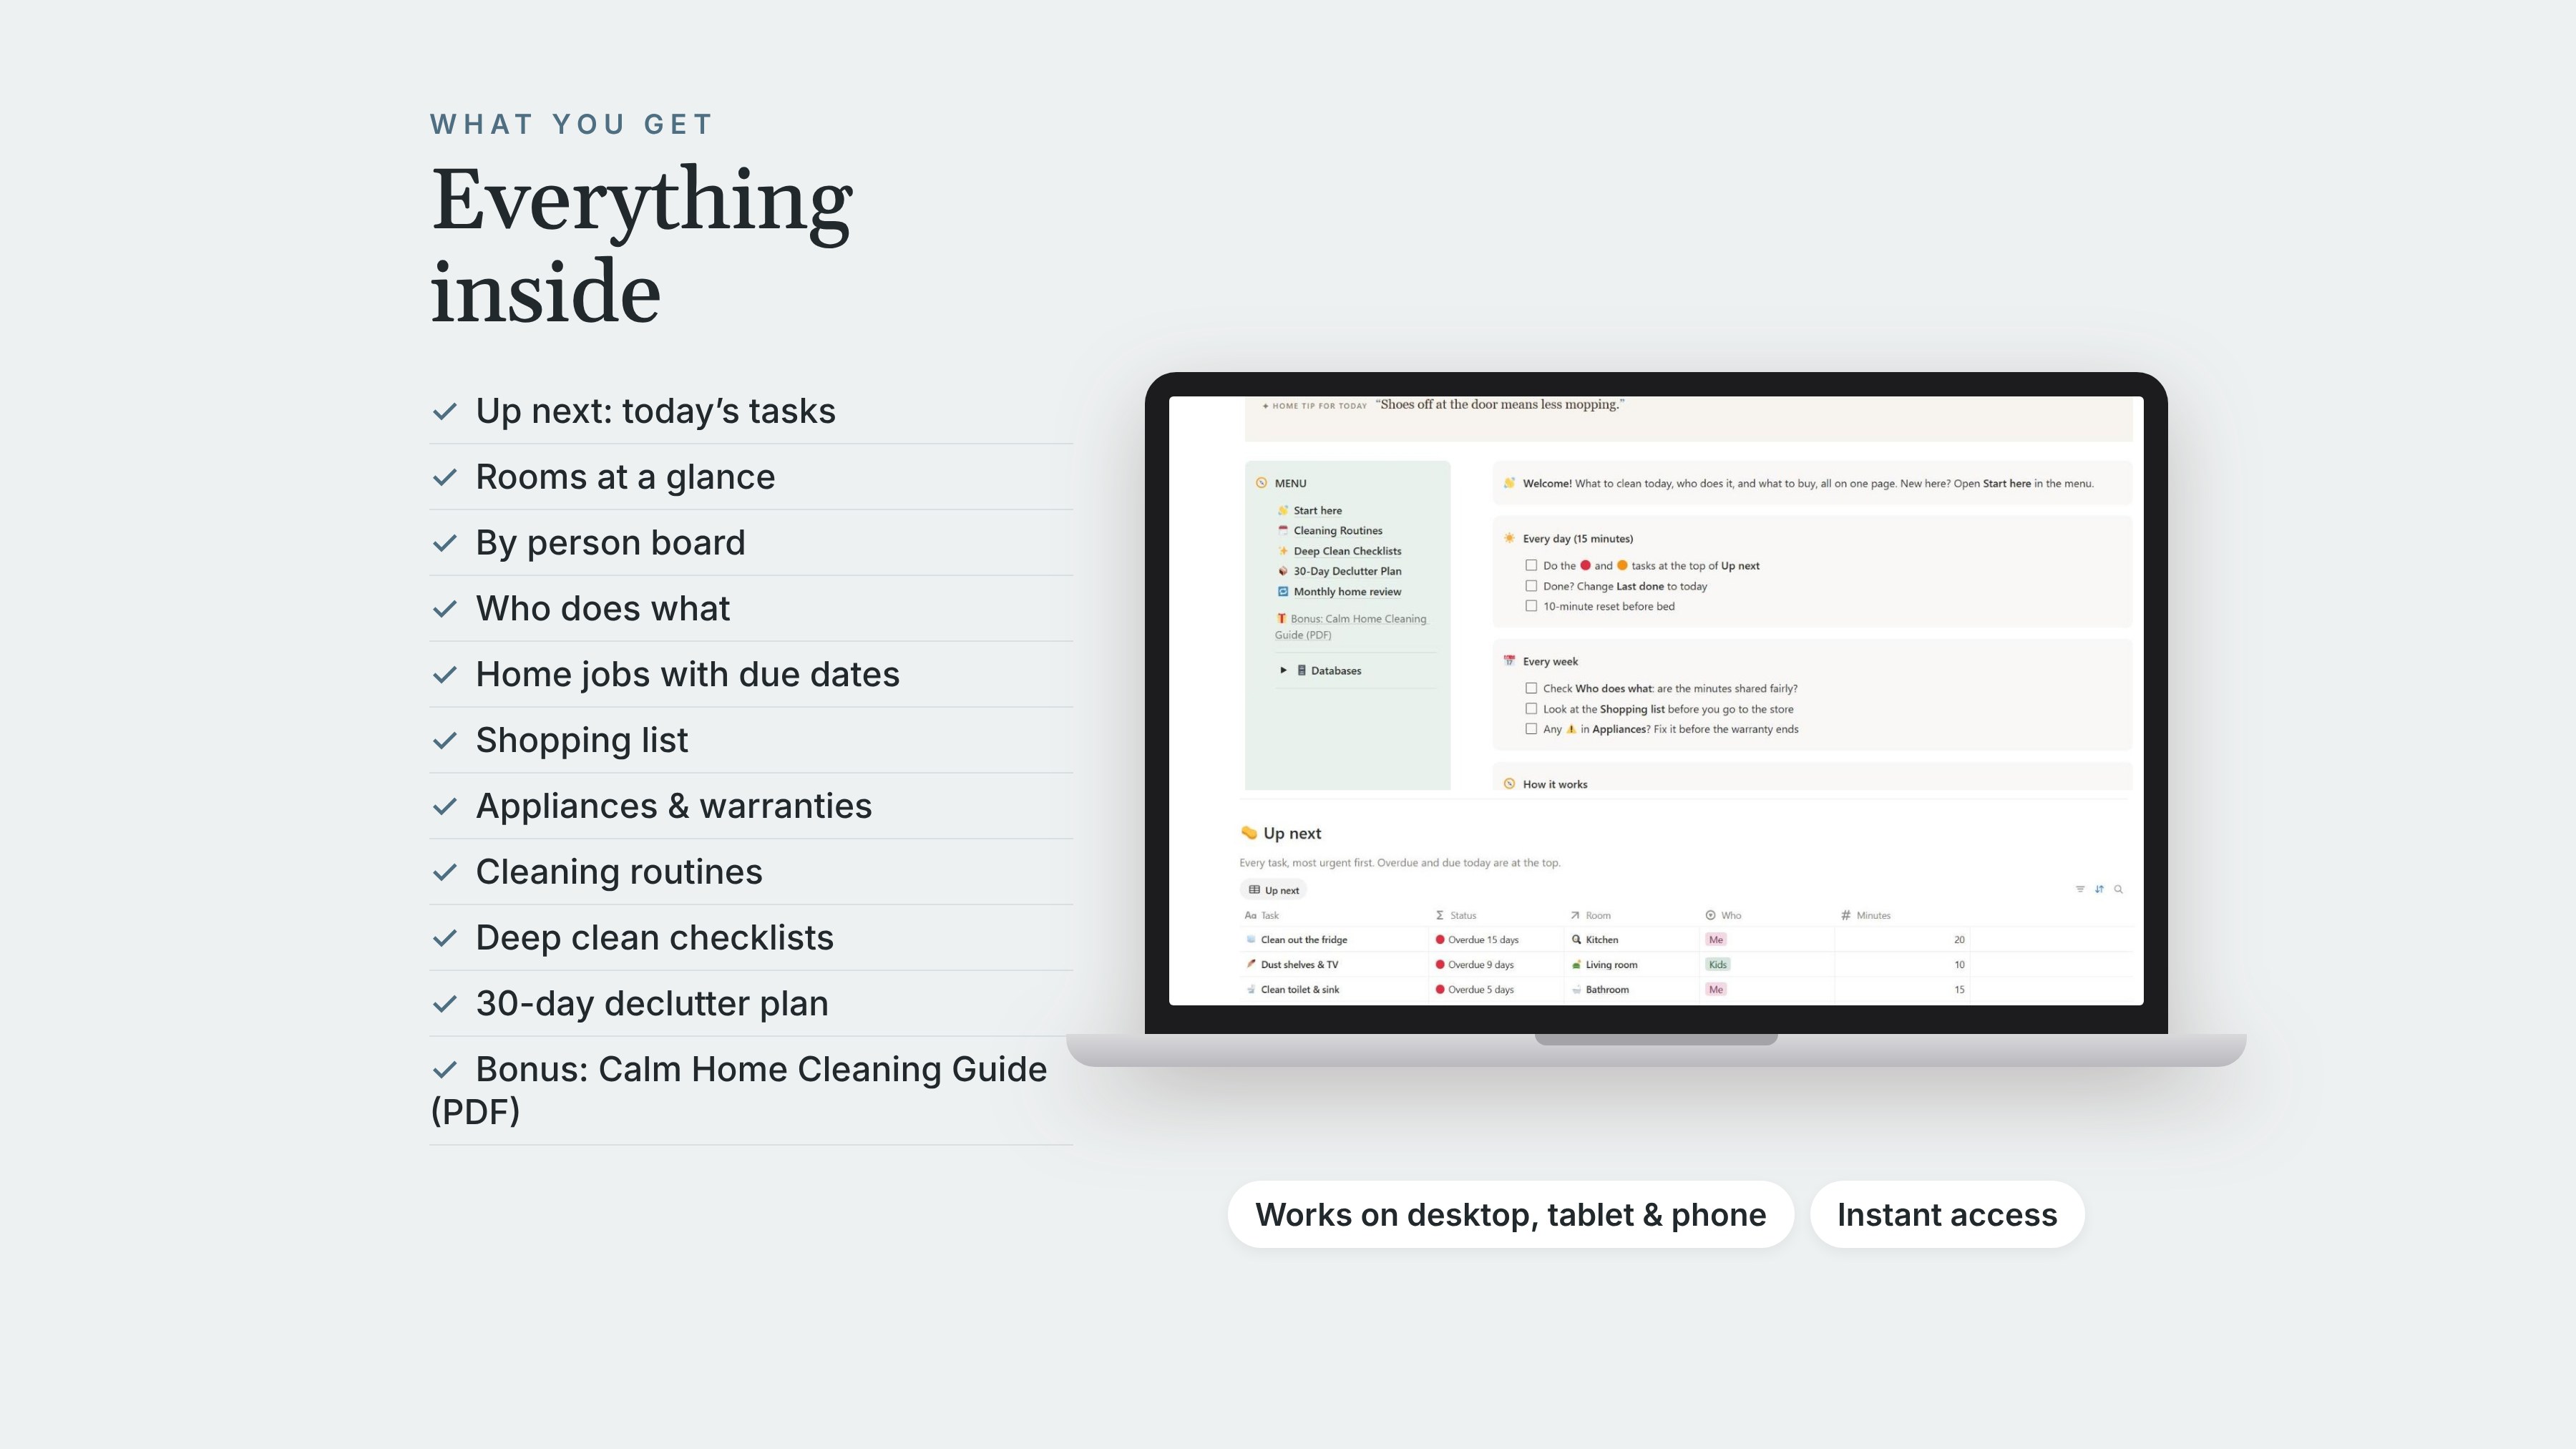 WHAT YOU GET
Everything
inside
Up next: today’s tasks
Rooms at a glance
By person board
Who does what
Home jobs with due dates
Shopping list
Appliances & warranties
Cleaning routines
Deep clean checklists
30-day declutter plan
Bonus: Calm Home Cleaning Guide
(PDF)
HOME TIP FOR TODAY “Shoes off at the door means less mopping.”
MENU
Start here
Cleaning Routines
Deep Clean Checklists
30-Day Declutter Plan
Monthly home review
Bonus: Calm Home Cleaning
Guide (PDF)
Databases
Welcome! What to clean today, who does it, and what to buy, all on one page. New here? Open Start here in the menu.
Every day (15 minutes)
Do the 🔴 and 🟠 tasks at the top of Up next
Done? Change Last done to today
10-minute reset before bed
Every week
Check Who does what: are the minutes shared fairly?
Look at the Shopping list before you go to the store
Any ⚠️ in Appliances? Fix it before the warranty ends
How it works
Up next
Every task, most urgent first. Overdue and due today are at the top.
Up next
Aa Task Σ Status Room Who # Minutes
Clean out the fridge Overdue 15 days Kitchen Me 20
Dust shelves & TV Overdue 9 days Living room Kids 10
Clean toilet & sink Overdue 5 days Bathroom Me 15
Works on desktop, tablet & phone
Instant access